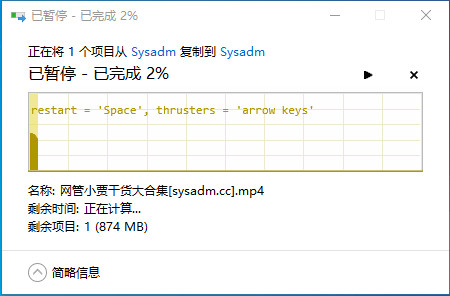 已暂停 - 已完成 2%
正在将 1 个项目从 Sysadm 复制到 Sysadm
已暂停 - 已完成 2%
restart = 'Space', thrusters = 'arrow keys'
名称: 网管小贾干货大合集[sysadm.cc].mp4
剩余时间: 正在计算...
剩余项目: 1 (874 MB)
简略信息